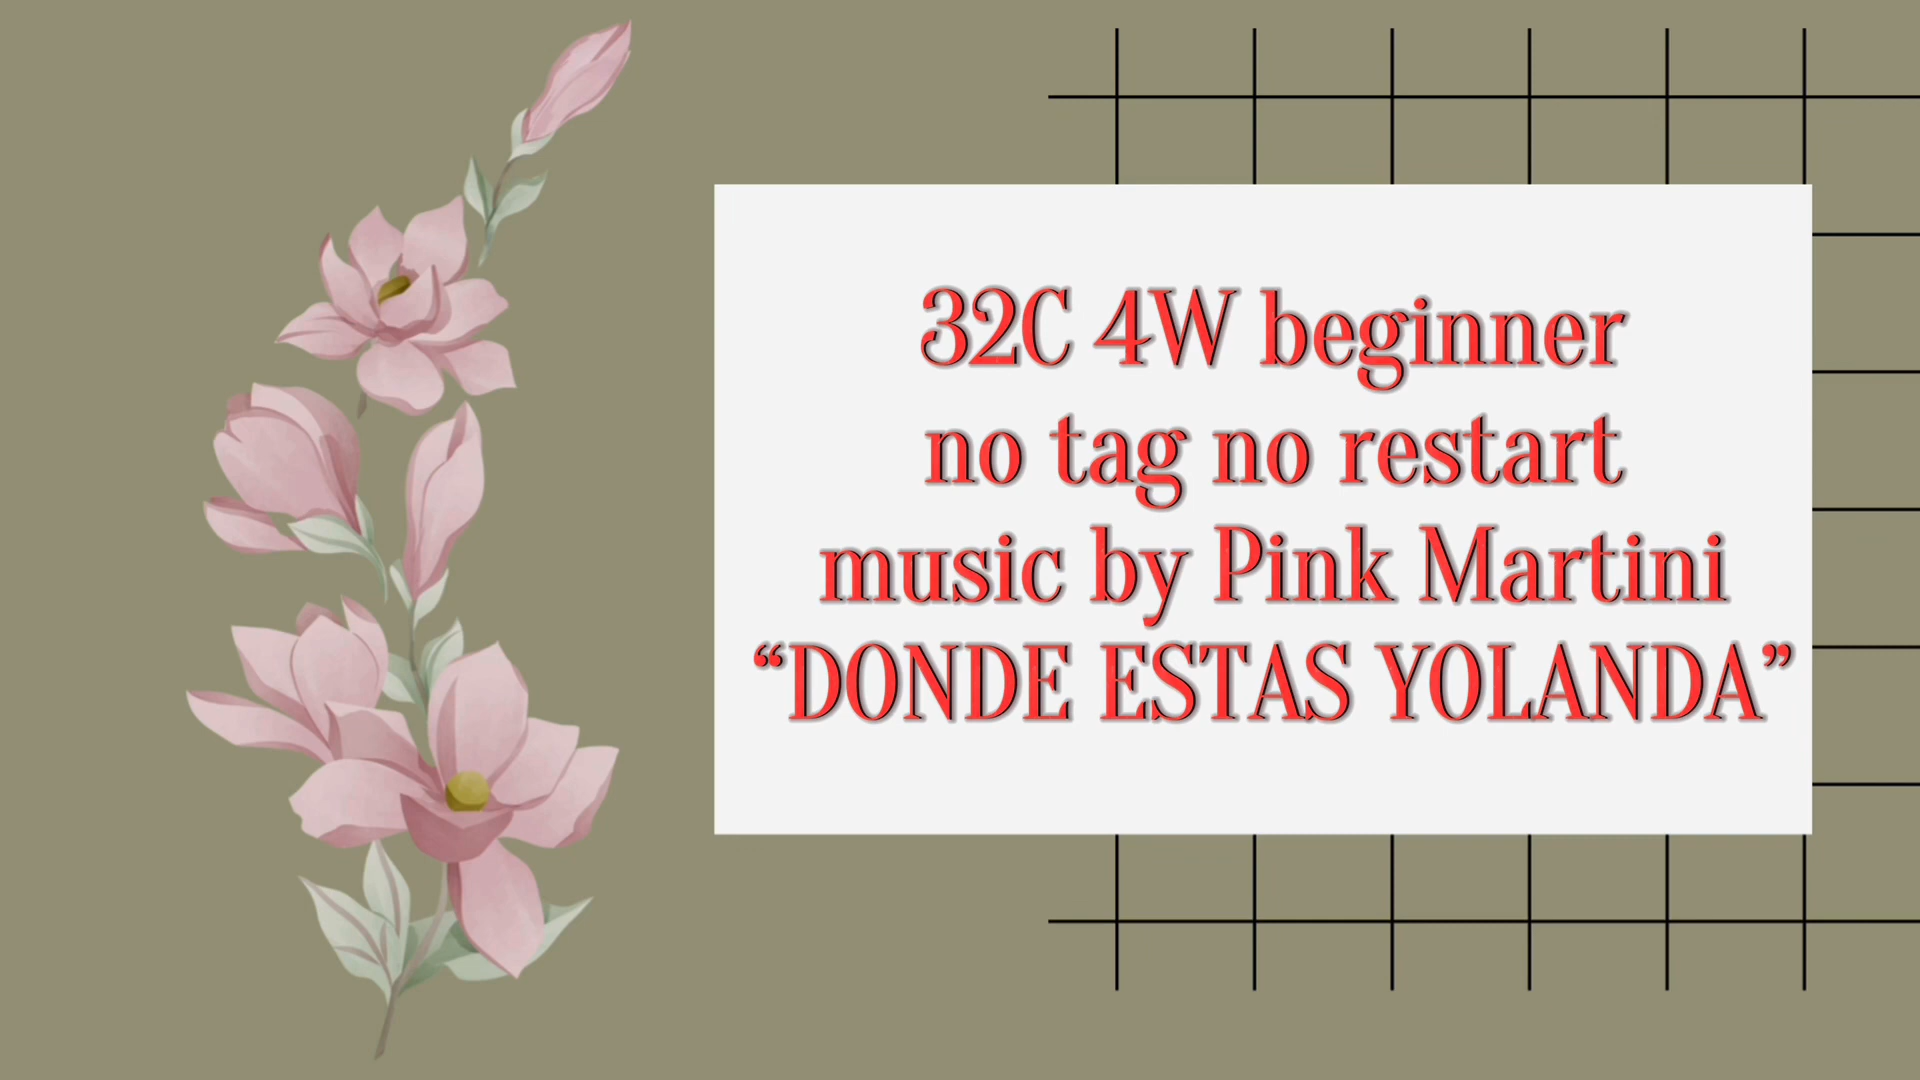 32C 4W beginner
no tag no restart
music by Pink Martini
“DONDE ESTAS YOLANDA”